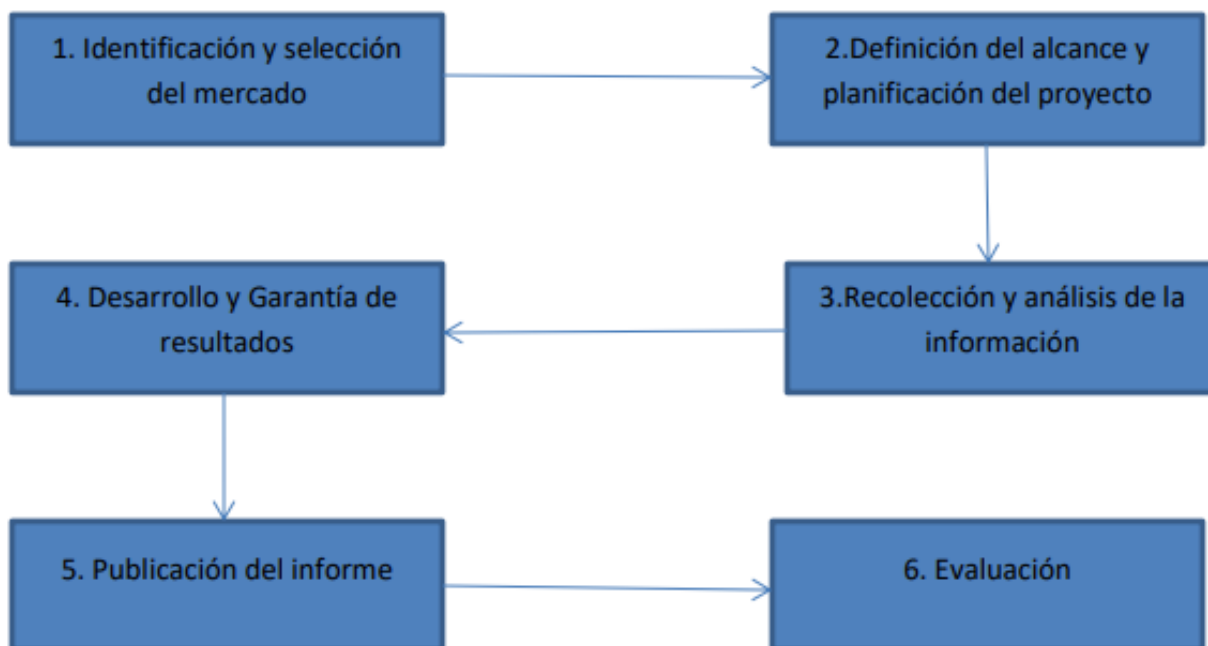 1. Identificación y selección
del mercado
2.Definición del alcance y
planificación del proyecto
3.Recolección y análisis de la
información
4. Desarrollo y Garantía de
resultados
5. Publicación del informe
6. Evaluación